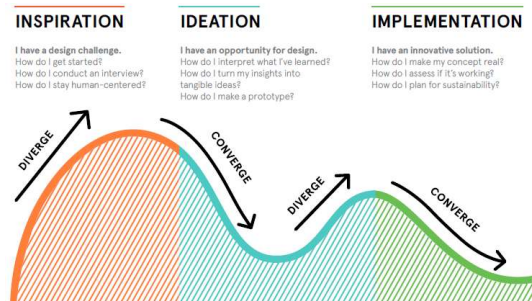 INSPIRATION
I have a design challenge.
How do I get started?
How do I conduct an interview?
How do I stay human-centered?
IDEATION
I have an opportunity for design.
How do I interpret what I've learned?
How do I turn my insights into
tangible ideas?
How do I make a prototype?
IMPLEMENTATION
I have an innovative solution.
How do I make my concept real?
How do I assess if it's working?
How do I plan for sustainability?
DIVERGE
CONVERGE
DIVERGE
CONVERGE